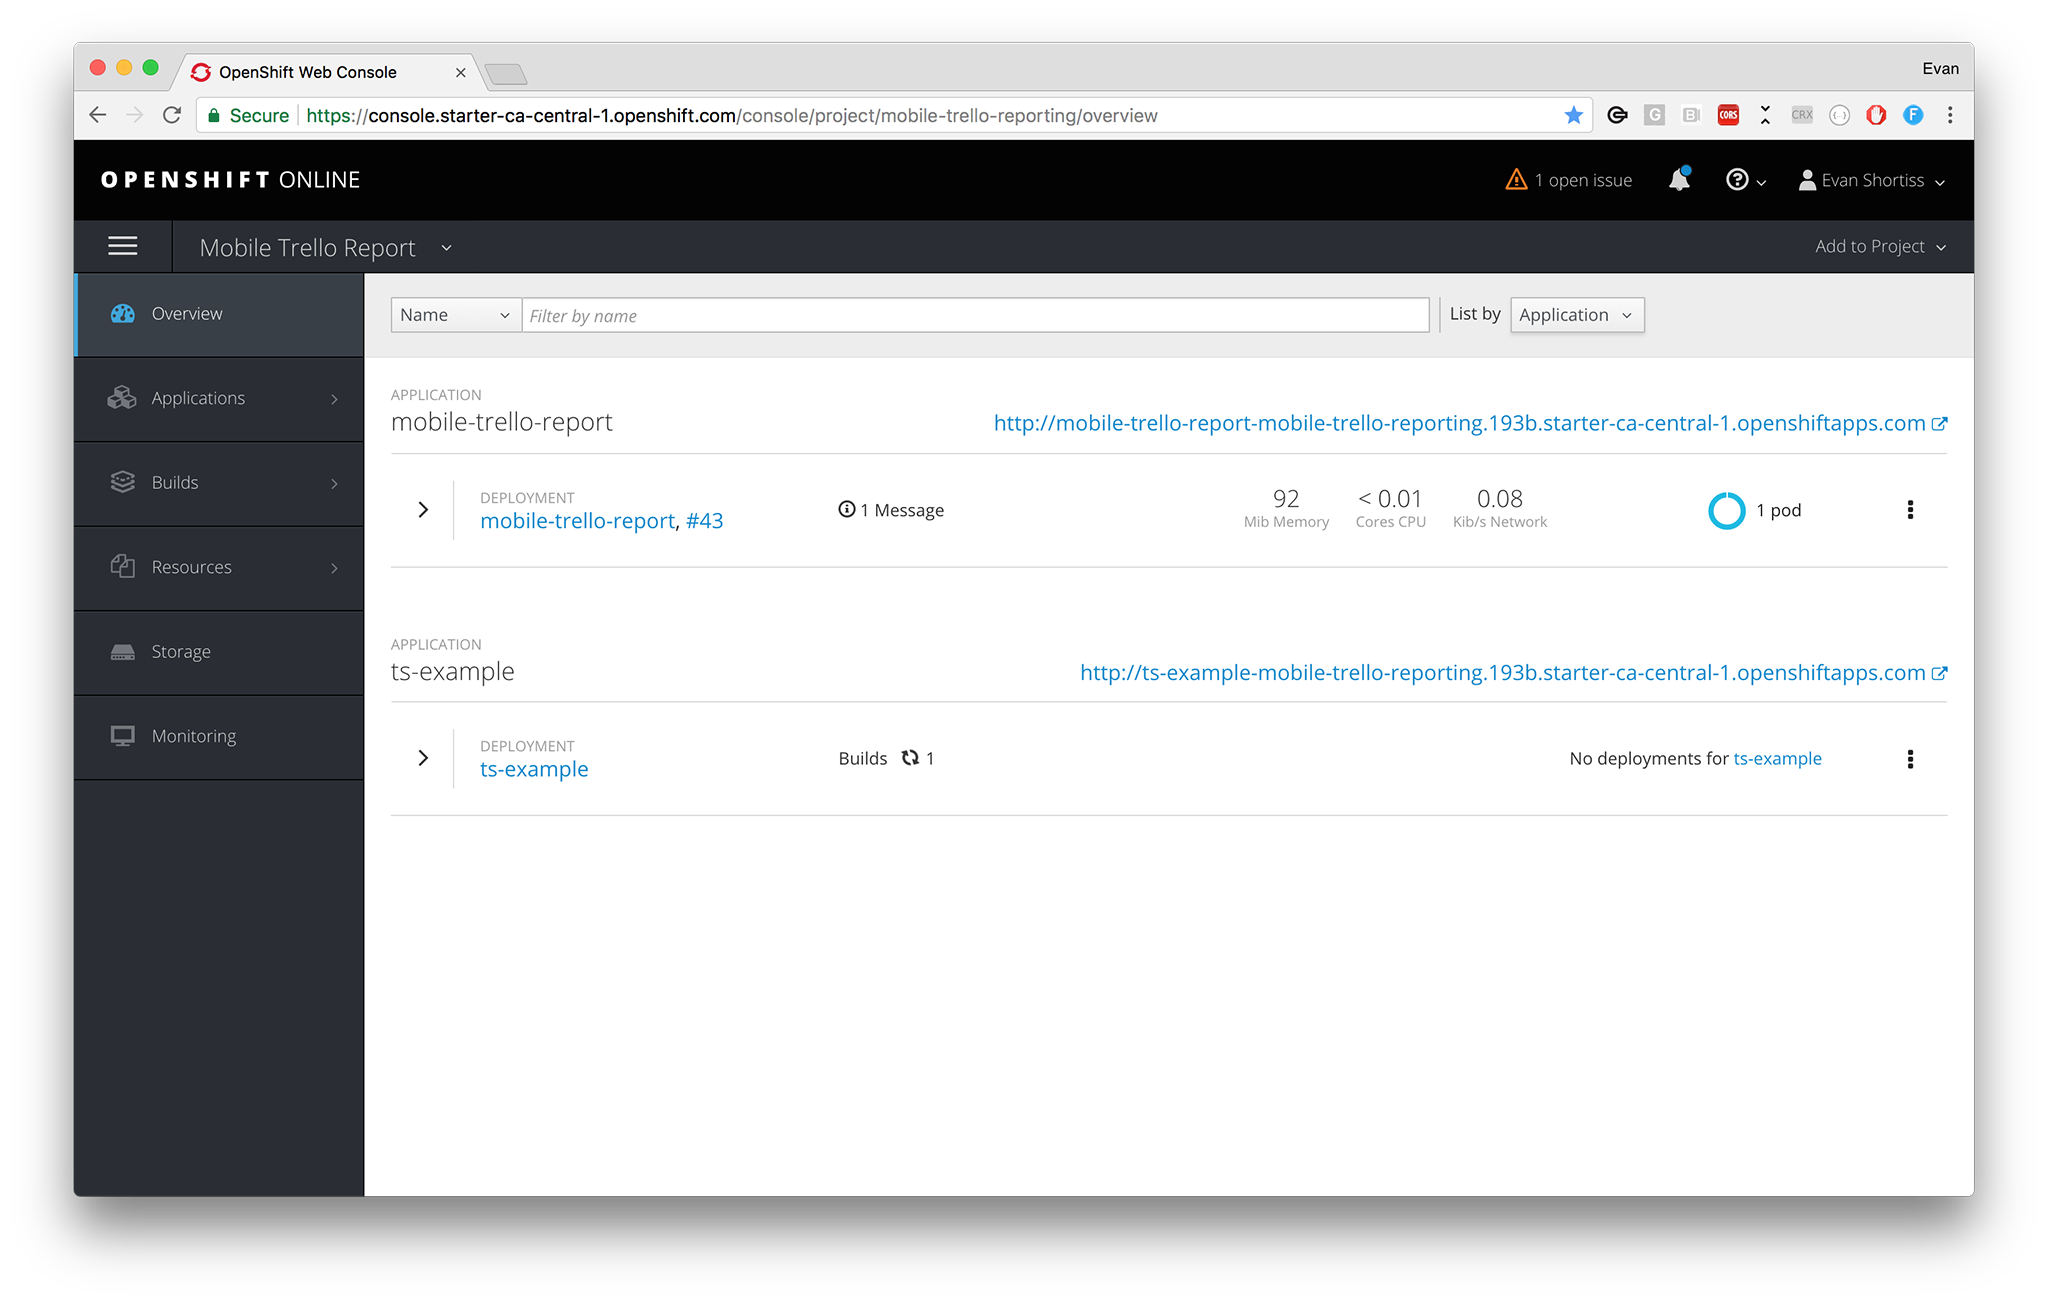 OpenShift Web Console
Evan
Secure https://console.starter-ca-central-1.openshift.com/console/project/mobile-trello-reporting/overview
G
B
CORS
CRX
F
OPENSHIFT ONLINE
1 open issue
Evan Shortiss
Mobile Trello Report
Add to Project
Overview
Applications
Builds
Resources
Storage
Monitoring
Name
Filter by name
List by
Application
APPLICATION
mobile-trello-report
http://mobile-trello-report-mobile-trello-reporting.193b.starter-ca-central-1.openshiftapps.com
DEPLOYMENT
mobile-trello-report, #43
1 Message
92
Mib Memory
< 0.01
Cores CPU
0.08
Kib/s Network
1 pod
APPLICATION
ts-example
http://ts-example-mobile-trello-reporting.193b.starter-ca-central-1.openshiftapps.com
DEPLOYMENT
ts-example
Builds 1
No deployments for ts-example